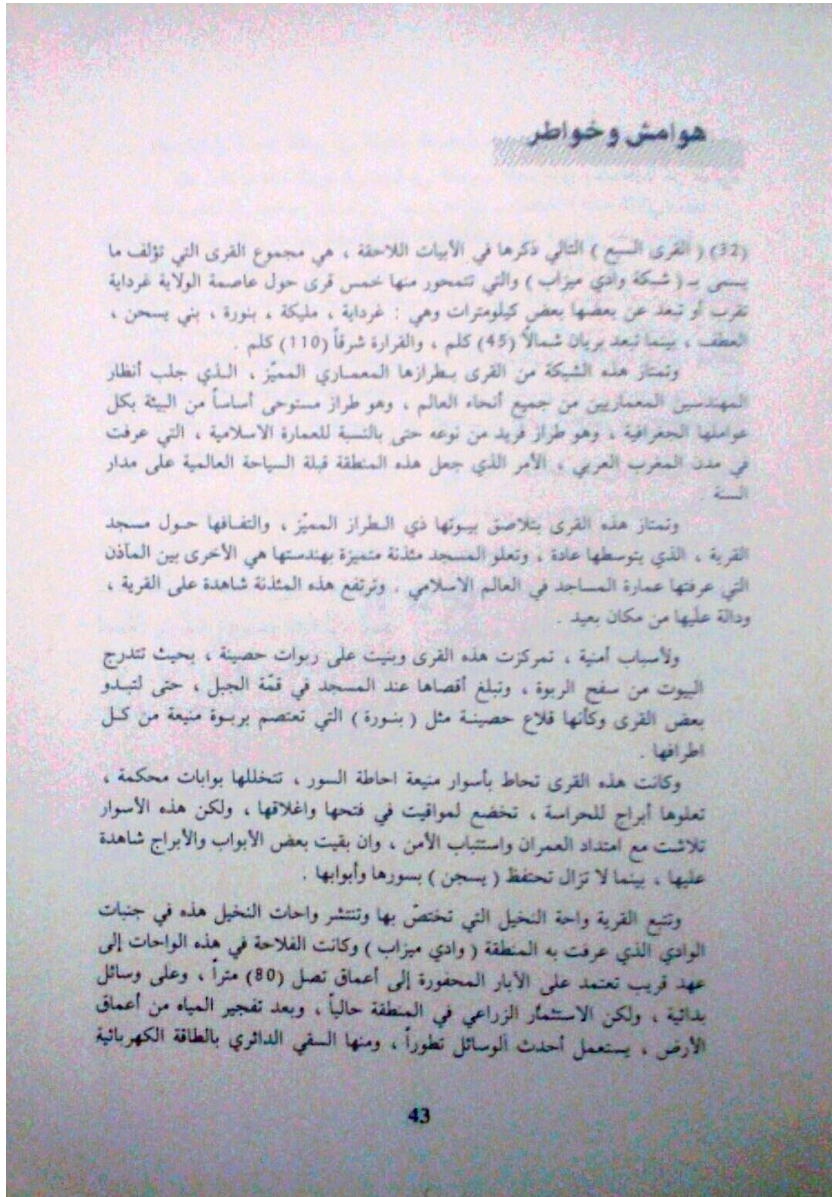 هوامش وخواطر
(32) ( القرى السبع ) التالي ذكرها في الأبيات اللاحقة ، هي مجموع القرى التي تؤلف ما
يسمى بـ ( شبكة وادي ميزاب ) والتي تتمحور منها خمس قرى حول عاصمة الولاية غرداية
تقرب أو تبعد عن بعضها بعض كيلومترات وهي : غرداية ، مليكة ، بنورة ، بني يسجن ،
العطف ، بينما تبعد بريان شمالاً (45) كلم ، والقرارة شرقاً (110) كلم .
وتمتاز هذه الشبكة من القرى بطرازها المعماري المميّز ، الذي جلب أنظار
المهندسين المعماريين من جميع أنحاء العالم ، وهو طراز مستوحى أساساً من البيئة بكل
عواملها الجغرافية ، وهو طراز فريد من نوعه حتى بالنسبة للعمارة الاسلامية ، التي عرفت
في مدن المغرب العربي ، الأمر الذي جعل هذه المنطقة قبلة السياحة العالمية على مدار
السنة .
وتمتاز هذه القرى بتلاصق بيوتها ذي الطراز المميّز ، والتفافها حول مسجد
القرية ، الذي يتوسطها عادة ، وتعلو المسجد مئذنة متميزة بهندستها هي الأخرى بين المآذن
التي عرفتها عمارة المساجد في العالم الاسلامي . وترتفع هذه المئذنة شاهدة على القرية ،
ودالة عليها من مكان بعيد .
ولأسباب أمنية ، تمركزت هذه القرى وبنيت على ربوات حصينة ، بحيث تتدرج
البيوت من سفح الربوة ، وتبلغ أقصاها عند المسجد في قمّة الجبل ، حتى لتبدو
بعض القرى وكأنها قلاع حصينة مثل ( بنورة ) التي تعتصم بربوة منيعة من كل
اطرافها .
وكانت هذه القرى تحاط بأسوار منيعة احاطة السور ، تتخللها بوابات محكمة ،
تعلوها أبراج للحراسة ، تخضع لمواقيت في فتحها واغلاقها ، ولكن هذه الأسوار
تلاشت مع امتداد العمران واستتباب الأمن ، وان بقيت بعض الأبواب والأبراج شاهدة
عليها ، بينما لا تزال تحتفظ ( يسجن ) بسورها وأبوابها .
وتتبع القرية واحة النخيل التي تختصّ بها وتنتشر واحات النخيل هذه في جنبات
الوادي الذي عرفت به المنطقة ( وادي ميزاب ) وكانت الفلاحة في هذه الواحات إلى
عهد قريب تعتمد على الآبار المحفورة إلى أعماق تصل (80) متراً ، وعلى وسائل
بدائية ، ولكن الاستثمار الزراعي في المنطقة حالياً ، وبعد تفجير المياه من أعماق
الأرض ، يستعمل أحدث الوسائل تطوراً ، ومنها السقي الدائري بالطاقة الكهربائية
43